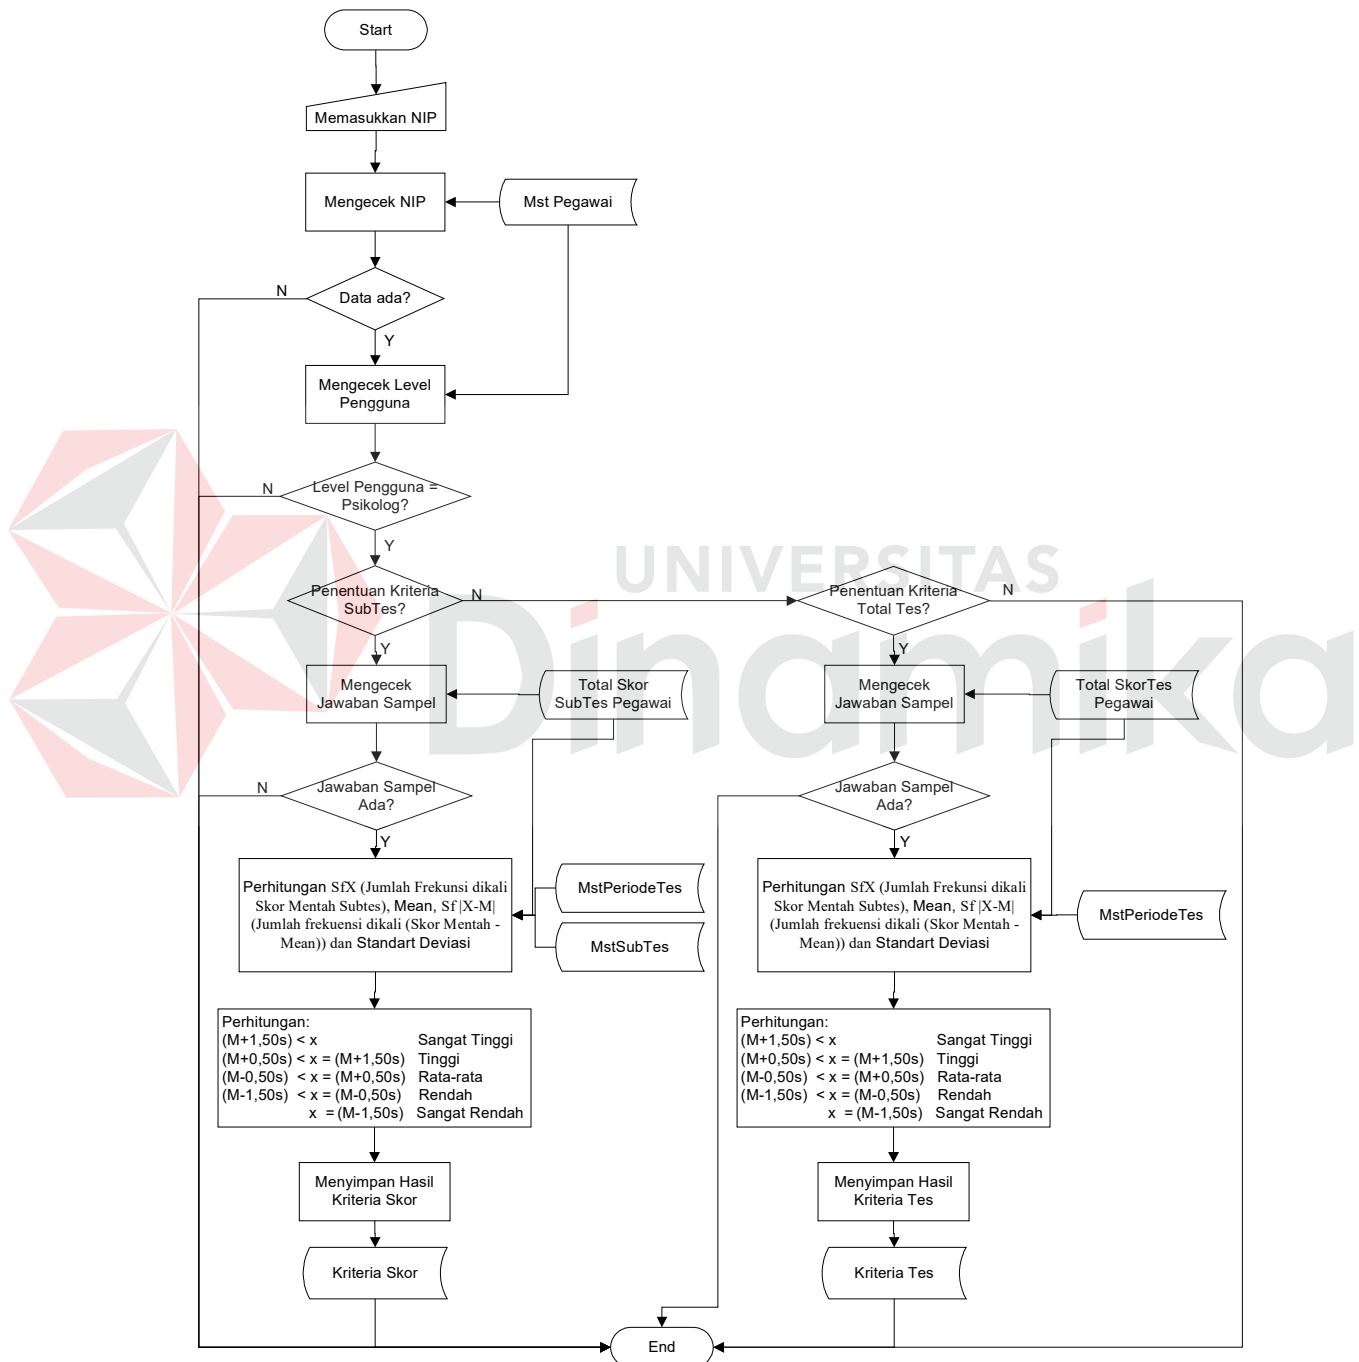 Start
Memasukkan NIP
Mengecek NIP
Mst Pegawai
N
Data ada?
Y
Mengecek Level
Pengguna
N
Level Pengguna =
Psikolog?
Y
UNIVERSITAS
Dinamika
Penentuan Kriteria
SubTes?
N
Penentuan Kriteria
Total Tes?
N
Y
Y
Mengecek
Jawaban Sampel
Total Skor
SubTes Pegawai
Mengecek
Jawaban Sampel
Total SkorTes
Pegawai
N
Jawaban Sampel
Ada?
Jawaban Sampel
Ada?
Y
Y
Perhitungan SfX (Jumlah Frekunsi dikali
Skor Mentah Subtes), Mean, Sf |X-M|
(Jumlah frekuensi dikali (Skor Mentah -
Mean)) dan Standart Deviasi
MstPeriodeTes
MstSubTes
Perhitungan SfX (Jumlah Frekunsi dikali
Skor Mentah Subtes), Mean, Sf |X-M|
(Jumlah frekuensi dikali (Skor Mentah -
Mean)) dan Standart Deviasi
MstPeriodeTes
Perhitungan:
(M+1,50s) < x Sangat Tinggi
(M+0,50s) < x = (M+1,50s) Tinggi
(M-0,50s) < x = (M+0,50s) Rata-rata
(M-1,50s) < x = (M-0,50s) Rendah
x = (M-1,50s) Sangat Rendah
Perhitungan:
(M+1,50s) < x Sangat Tinggi
(M+0,50s) < x = (M+1,50s) Tinggi
(M-0,50s) < x = (M+0,50s) Rata-rata
(M-1,50s) < x = (M-0,50s) Rendah
x = (M-1,50s) Sangat Rendah
Menyimpan Hasil
Kriteria Skor
Menyimpan Hasil
Kriteria Tes
Kriteria Skor
Kriteria Tes
End